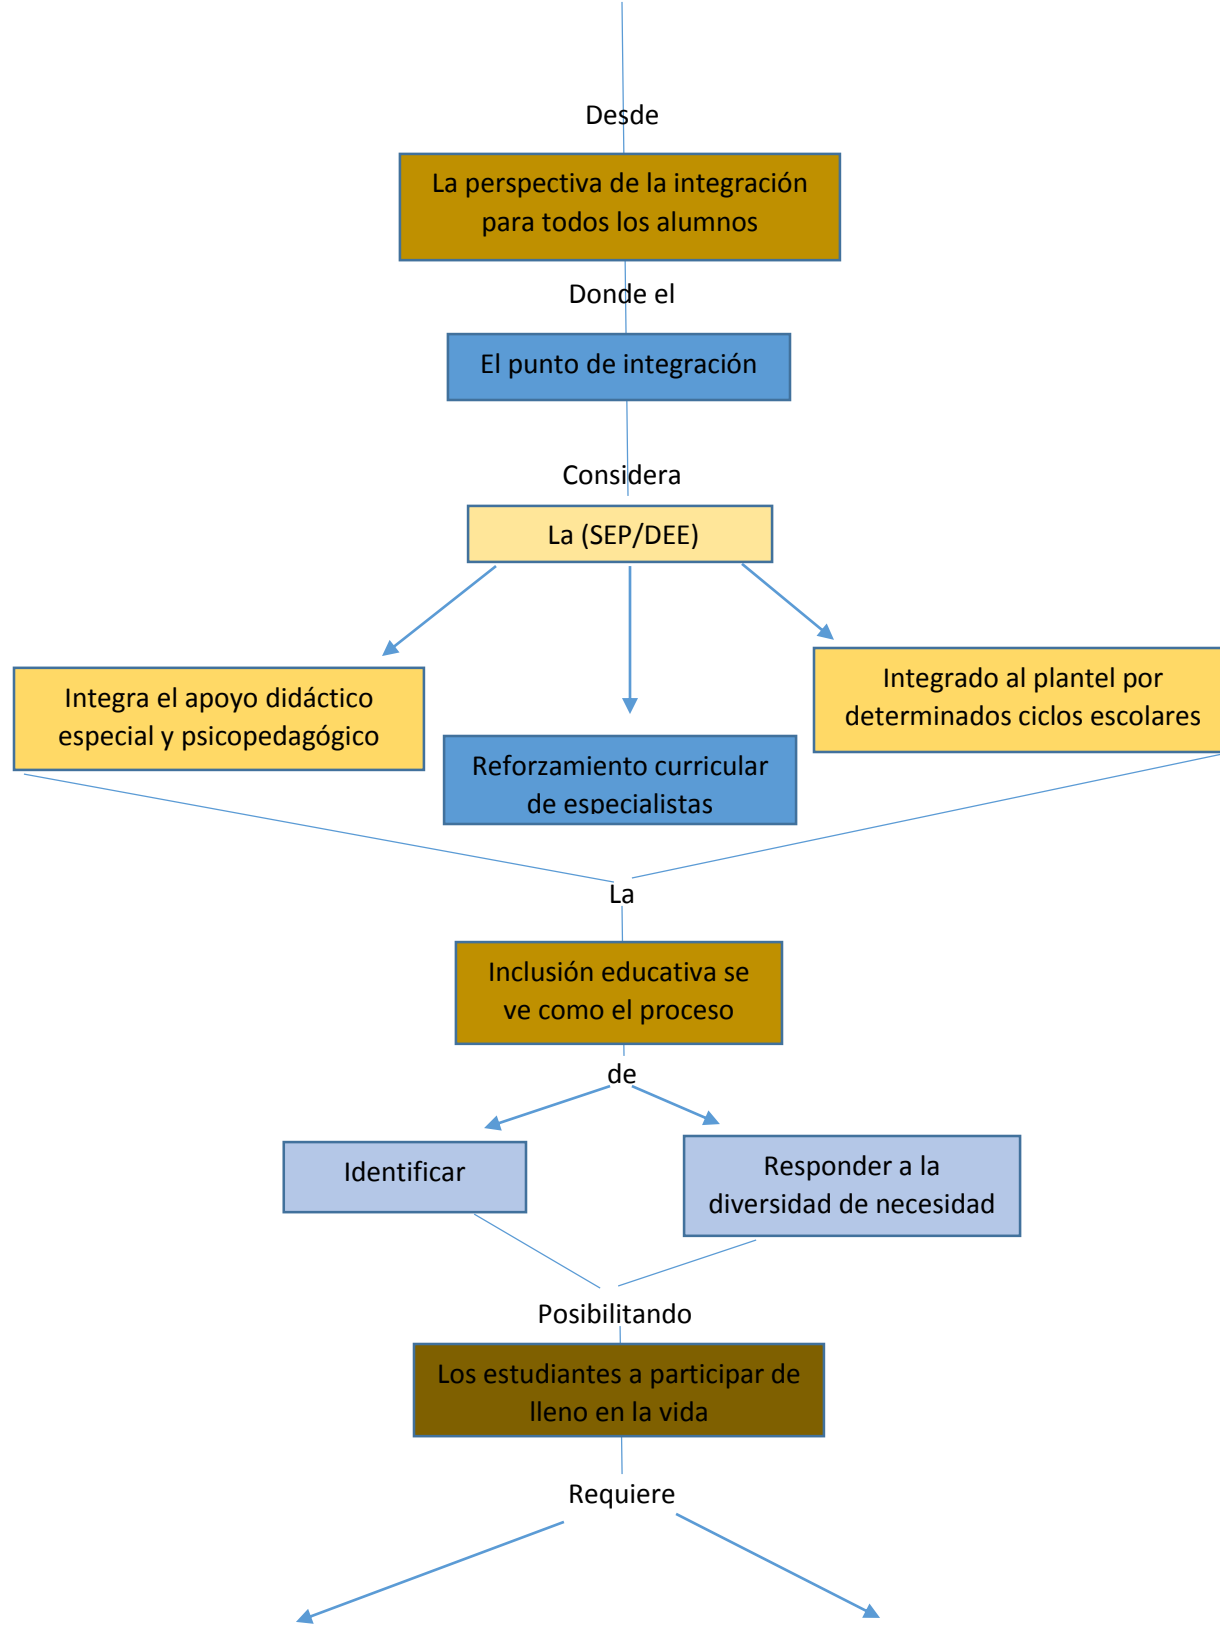 Desde
La perspectiva de la integración
para todos los alumnos
Donde el
El punto de integración
Considera
La (SEP/DEE)
Integra el apoyo didáctico
especial y psicopedagógico
Reforzamiento curricular
de especialistas
Integrado al plantel por
determinados ciclos escolares
La
Inclusión educativa se
ve como el proceso
de
Identificar
Responder a la
diversidad de necesidad
Posibilitando
Los estudiantes a participar de
lleno en la vida
Requiere